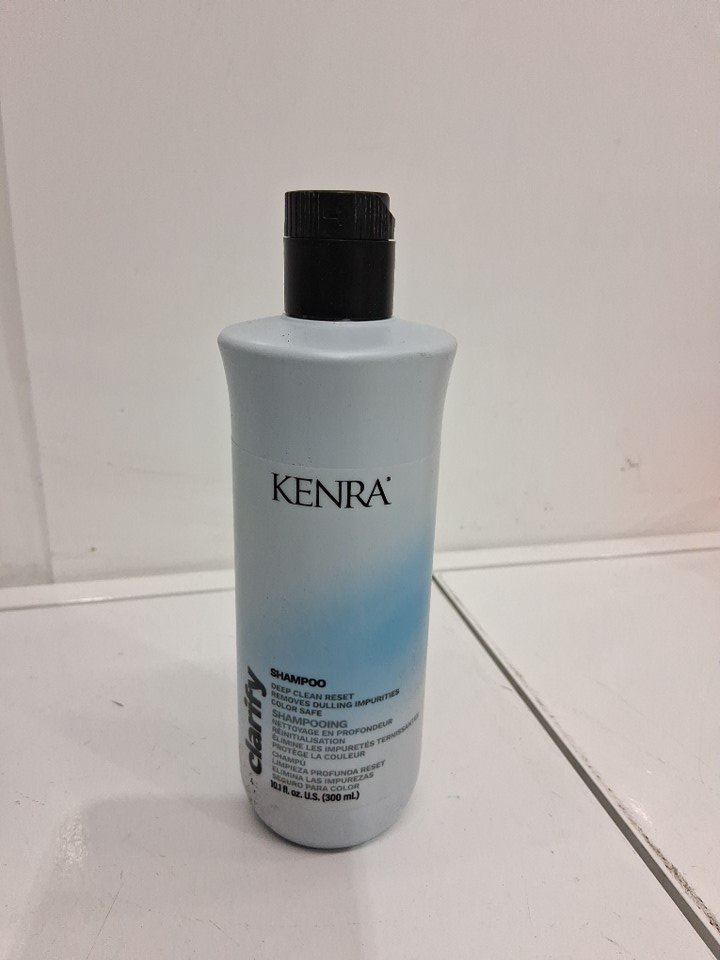 KENRA
clarify
SHAMPOO
DEEP CLEAN RESET
REMOVES DULLING IMPURITIES
COLOR SAFE
SHAMPOOING
NETTOYAGE EN PROFONDEUR
RÉINITIALISATION
ÉLIMINE LES IMPURETÉS TERNISSANTES
PROTÈGE LA COULEUR
CHAMPÚ
LIMPIEZA PROFUNDA RESET
ELIMINA LAS IMPUREZAS
SEGURO PARA COLOR
10.1 fl. oz. U.S. (300 mL)